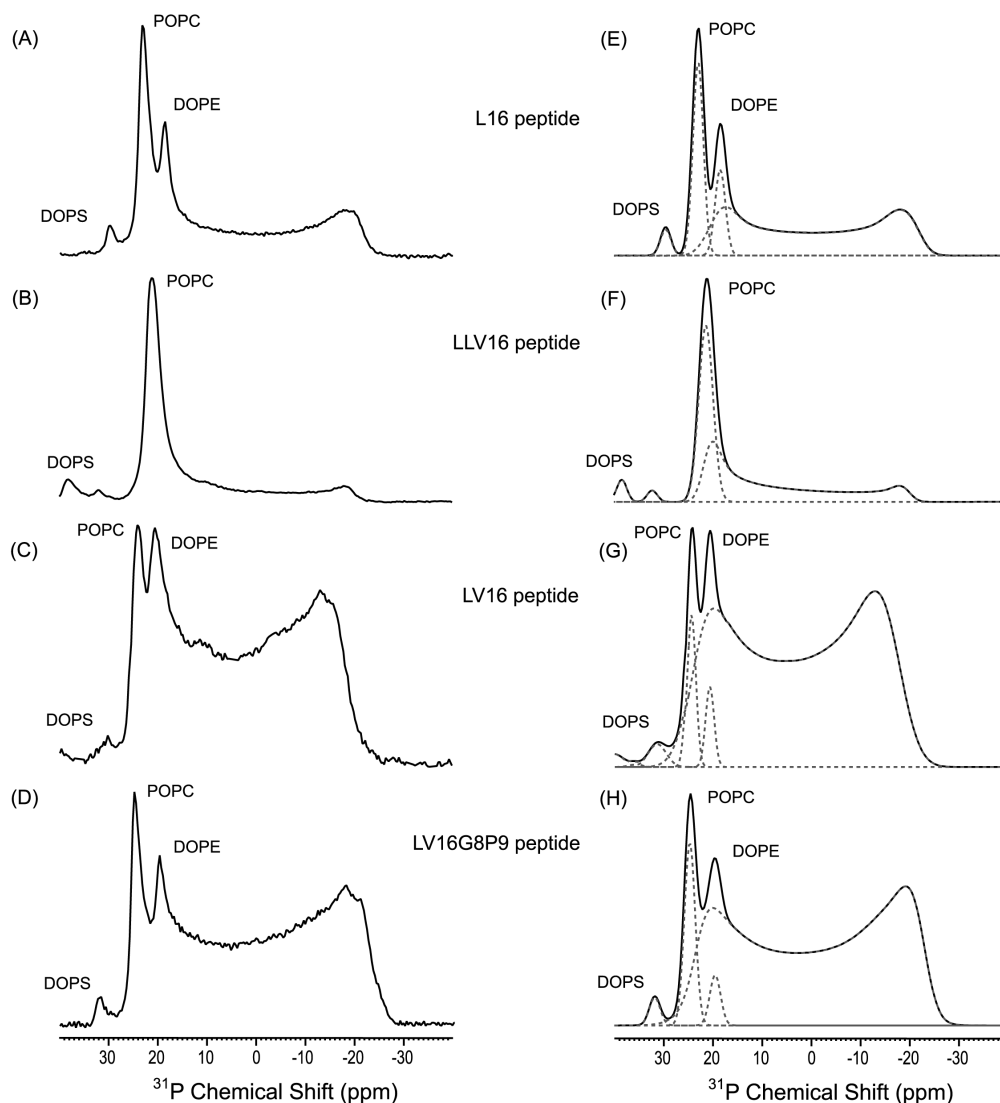 (A)
POPC
DOPE
DOPS
L16 peptide
(E)
POPC
DOPE
DOPS
(B)
POPC
DOPS
LLV16 peptide
(F)
POPC
DOPS
(C)
POPC
DOPE
DOPS
LV16 peptide
(G)
POPC
DOPE
DOPS
(D)
POPC
DOPE
DOPS
LV16G8P9 peptide
(H)
POPC
DOPE
DOPS
30 20 10 0 -10 -20 -30
³¹P Chemical Shift (ppm)
30 20 10 0 -10 -20 -30
³¹P Chemical Shift (ppm)